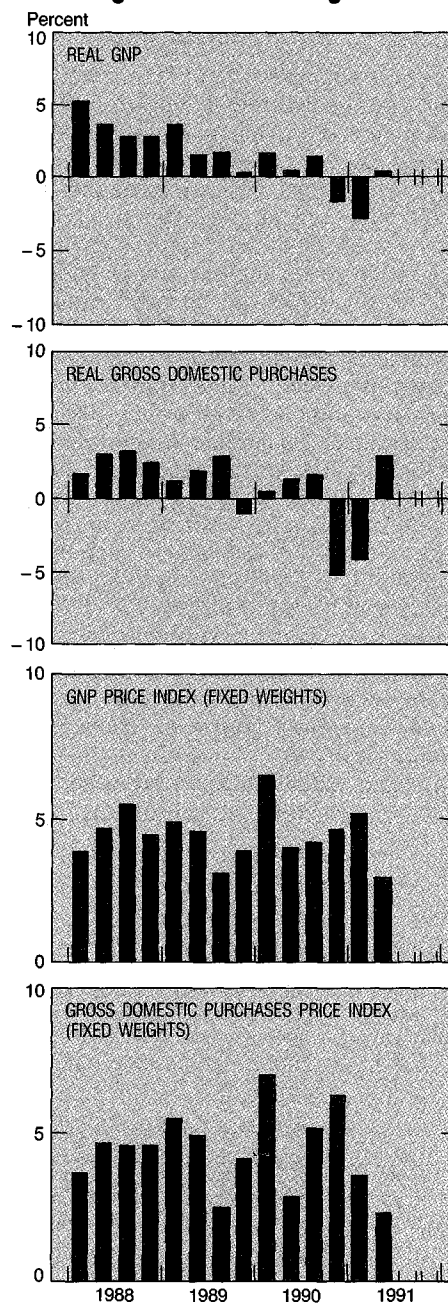 Percent
10
REAL GNP
5
0
-5
-10
10
REAL GROSS DOMESTIC PURCHASES
5
0
-5
-10
10
GNP PRICE INDEX (FIXED WEIGHTS)
5
0
10
GROSS DOMESTIC PURCHASES PRICE INDEX
(FIXED WEIGHTS)
5
0
1988 1989 1990 1991